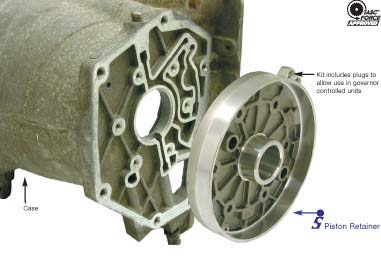 TASC
FORCE
APPROVED
Kit includes plugs to
allow use in governor
controlled units
Case
S Piston Retainer